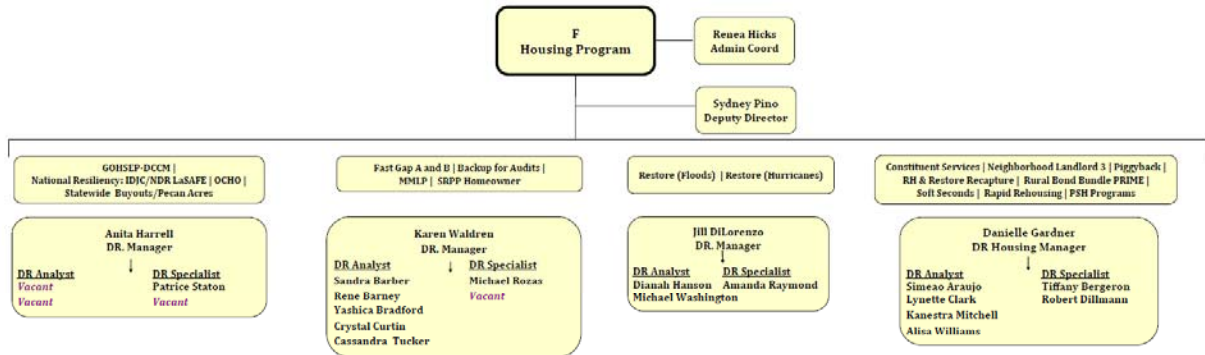 F
Housing Program
Renea Hicks
Admin Coord
Sydney Pino
Deputy Director
GOHSEP-DCCM |
National Resiliency: IDJC/NDR LaSAFE | OCHO |
Statewide Buyouts/Pecan Acres
Anita Harrell
DR. Manager
DR Analyst
Vacant
Vacant
DR Specialist
Patrice Staton
Vacant
Fast Gap A and B | Backup for Audits |
MMLP | SRPP Homeowner
Karen Waldren
DR. Manager
DR Analyst
Sandra Barber
Rene Barney
Yashica Bradford
Crystal Curtin
Cassandra Tucker
DR Specialist
Michael Rozas
Vacant
Restore (Floods) | Restore (Hurricanes)
Jill DiLorenzo
DR. Manager
DR Analyst
Dianah Hanson
Michael Washington
DR Specialist
Amanda Raymond
Constituent Services | Neighborhood Landlord 3 | Piggyback |
RH & Restore Recapture | Rural Bond Bundle PRIME |
Soft Seconds | Rapid Rehousing | PSH Programs
Danielle Gardner
DR Housing Manager
DR Analyst
Simeao Araujo
Lynette Clark
Kanestra Mitchell
Alisa Williams
DR Specialist
Tiffany Bergeron
Robert Dillmann